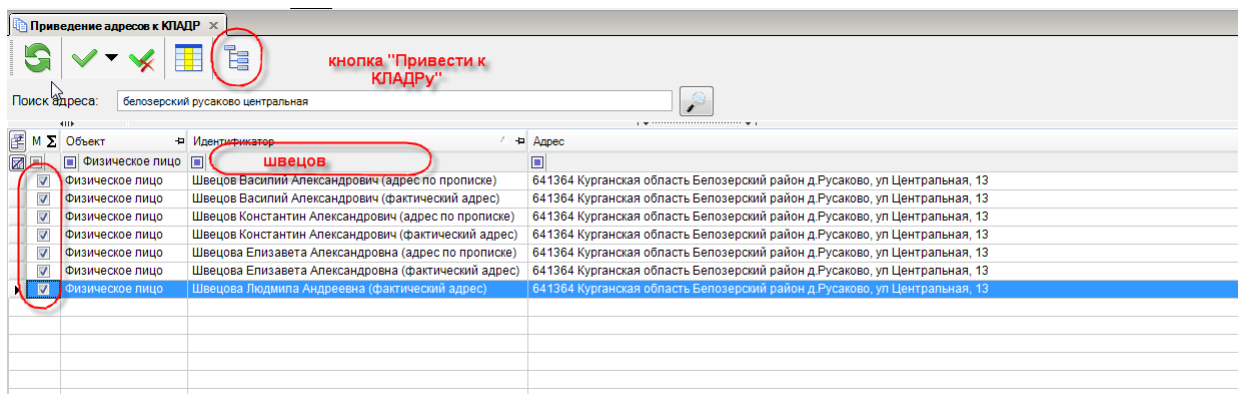 Приведение адресов к КЛАДР
кнопка "Привести к
КЛАДРу"
Поиск адреса: белозерский русаково центральная
М Σ Объект Идентификатор Адрес
Физическое лицо швецов
Физическое лицо Швецов Василий Александрович (адрес по прописке) 641364 Курганская область Белозерский район д.Русаково, ул Центральная, 13
Физическое лицо Швецов Василий Александрович (фактический адрес) 641364 Курганская область Белозерский район д.Русаково, ул Центральная, 13
Физическое лицо Швецов Константин Александрович (адрес по прописке) 641364 Курганская область Белозерский район д.Русаково, ул Центральная, 13
Физическое лицо Швецов Константин Александрович (фактический адрес) 641364 Курганская область Белозерский район д.Русаково, ул Центральная, 13
Физическое лицо Швецова Елизавета Александровна (адрес по прописке) 641364 Курганская область Белозерский район д.Русаково, ул Центральная, 13
Физическое лицо Швецова Елизавета Александровна (фактический адрес) 641364 Курганская область Белозерский район д.Русаково, ул Центральная, 13
Физическое лицо Швецова Людмила Андреевна (фактический адрес) 641364 Курганская область Белозерский район д.Русаково, ул Центральная, 13